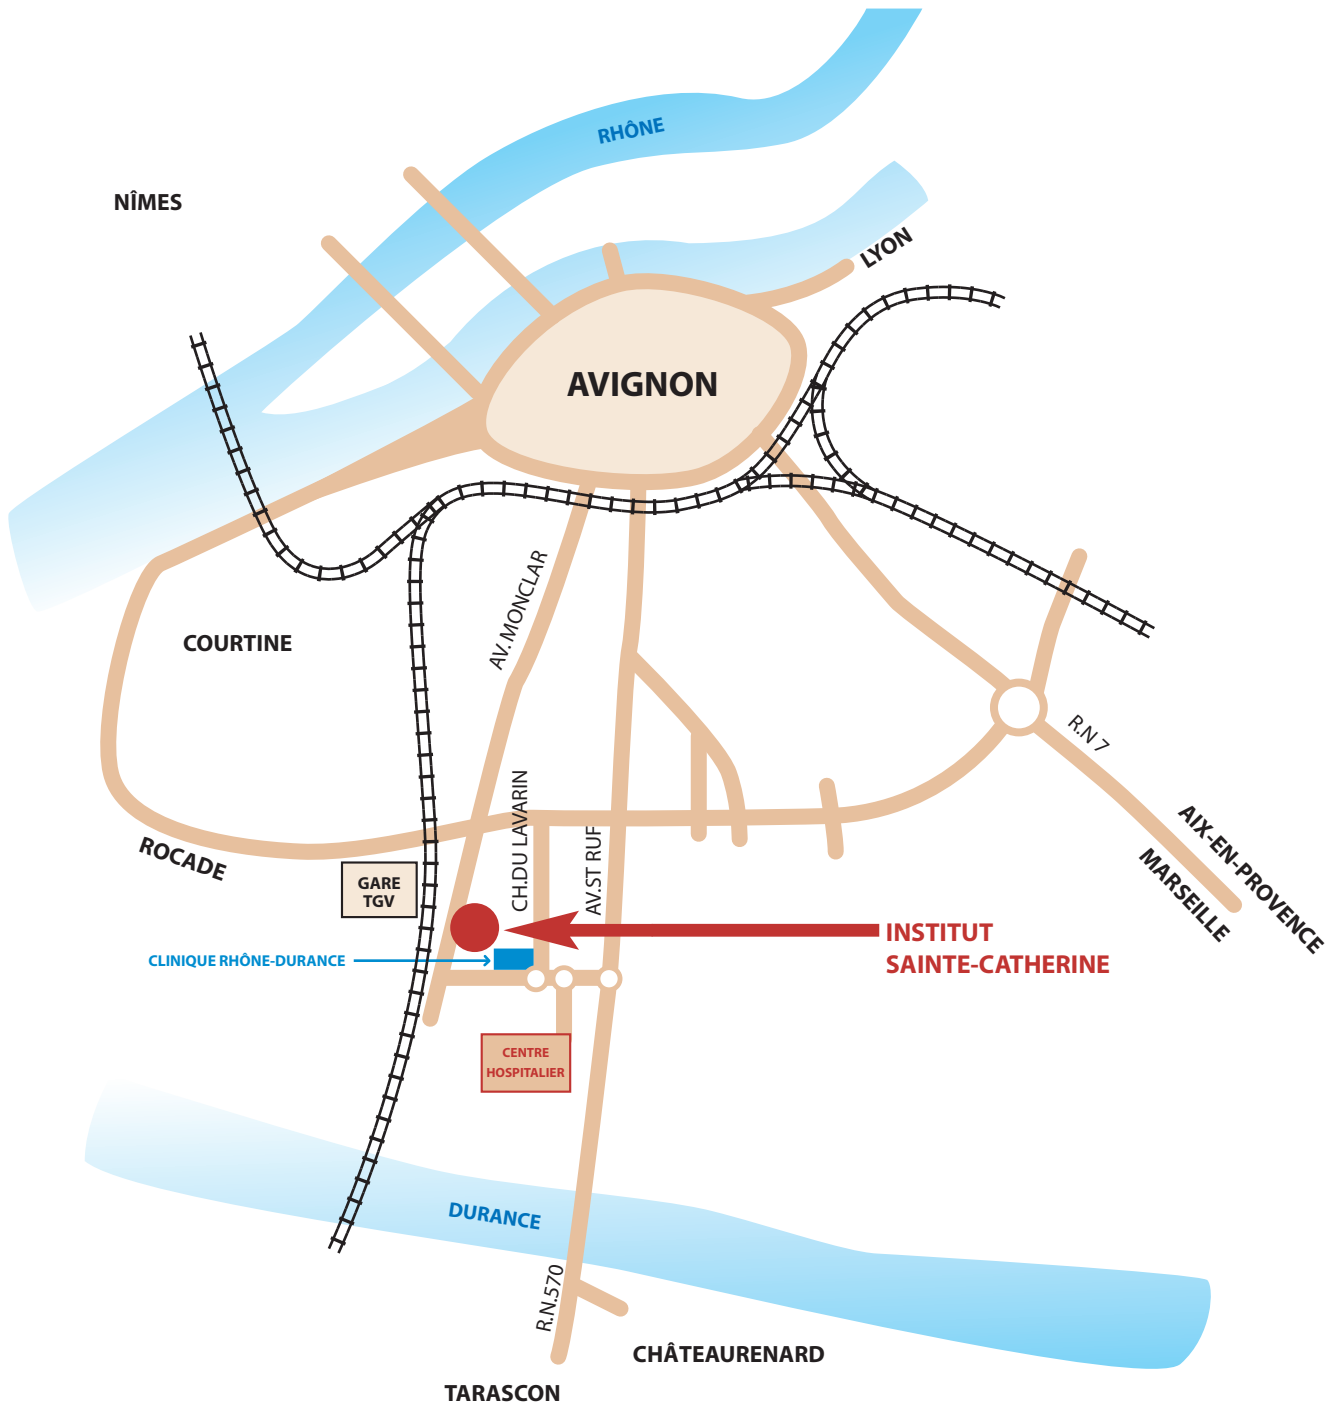 RHÔNE
NÎMES
LYON
AVIGNON
AV. MONCLAR
COURTINE
R.N 7
CH.DU LAVARIN
AV.ST RUF
AIX-EN-PROVENCE
MARSEILLE
ROCADE
GARE
TGV
INSTITUT
SAINTE-CATHERINE
CLINIQUE RHÔNE-DURANCE
CENTRE
HOSPITALIER
DURANCE
R.N.570
CHÂTEAURENARD
TARASCON